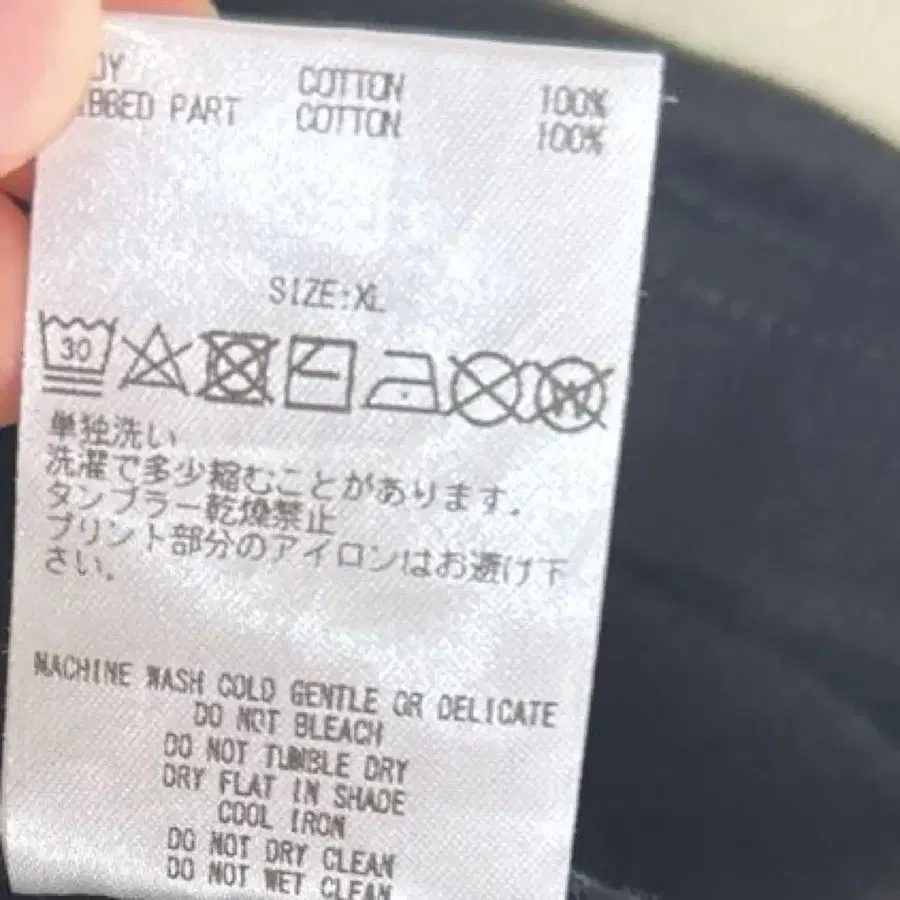 COTTON 100%
RIBBED PART COTTON 100%
SIZE:XL
30
W
単独洗い
洗濯で多少縮むことがあります。
タンブラー乾燥禁止
プリント部分のアイロンはお避け下
さい。
MACHINE WASH COLD GENTLE OR DELICATE
DO NOT BLEACH
DO NOT TUMBLE DRY
DRY FLAT IN SHADE
COOL IRON
DO NOT DRY CLEAN
DO NOT WET CLEAN